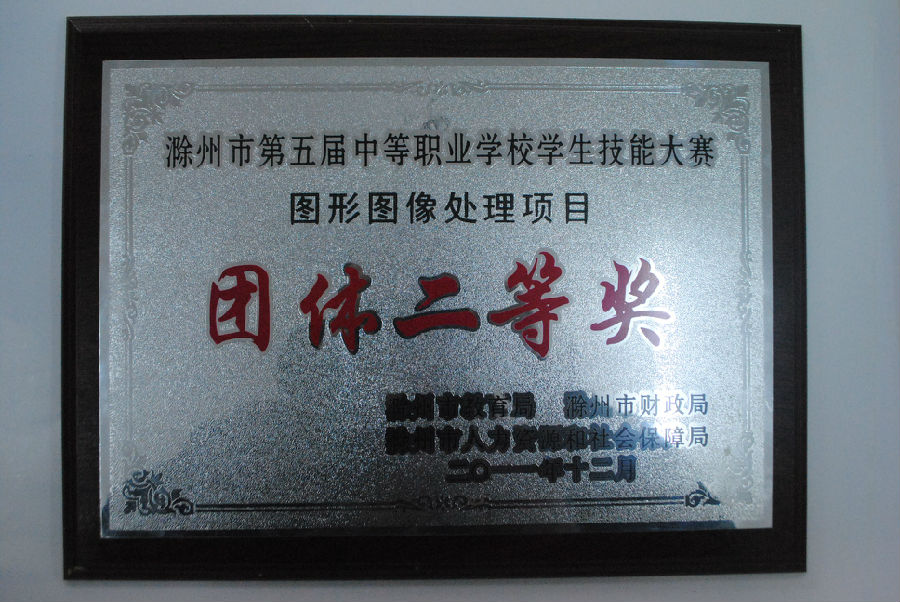 滁州市第五届中等职业学校学生技能大赛
图形图像处理项目
团体二等奖
滁州市教育局 滁州市财政局
滁州市人力资源和社会保障局
二〇一一年十二月